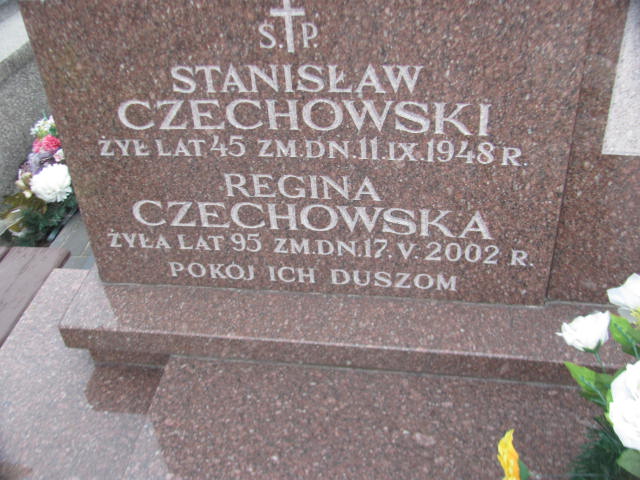 S.P.
STANISŁAW
CZECHOWSKI
ŻYŁ LAT 45 ZM.DN.11.IX.1948 R.
REGINA
CZECHOWSKA
ŻYŁA LAT 95 ZM.DN.17.V.2002 R.
POKÓJ ICH DUSZOM